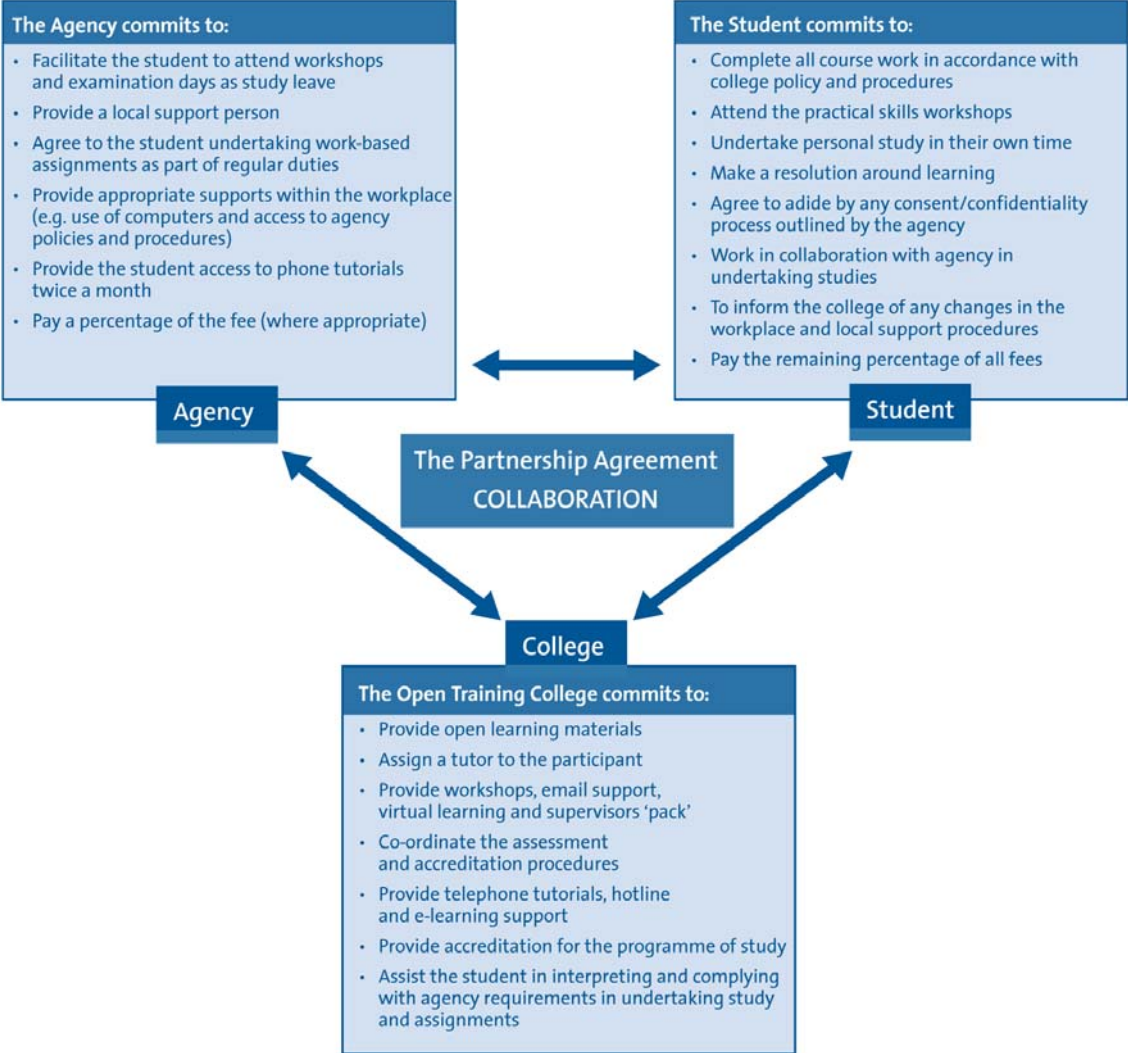 The Agency commits to:
• Facilitate the student to attend workshops
and examination days as study leave
• Provide a local support person
• Agree to the student undertaking work-based
assignments as part of regular duties
• Provide appropriate supports within the workplace
(e.g. use of computers and access to agency
policies and procedures)
• Provide the student access to phone tutorials
twice a month
• Pay a percentage of the fee (where appropriate)
Agency
The Student commits to:
• Complete all course work in accordance with
college policy and procedures
• Attend the practical skills workshops
• Undertake personal study in their own time
• Make a resolution around learning
• Agree to adide by any consent/confidentiality
process outlined by the agency
• Work in collaboration with agency in
undertaking studies
• To inform the college of any changes in the
workplace and local support procedures
• Pay the remaining percentage of all fees
Student
The Partnership Agreement
COLLABORATION
College
The Open Training College commits to:
• Provide open learning materials
• Assign a tutor to the participant
• Provide workshops, email support,
virtual learning and supervisors ‘pack’
• Co-ordinate the assessment
and accreditation procedures
• Provide telephone tutorials, hotline
and e-learning support
• Provide accreditation for the programme of study
• Assist the student in interpreting and complying
with agency requirements in undertaking study
and assignments